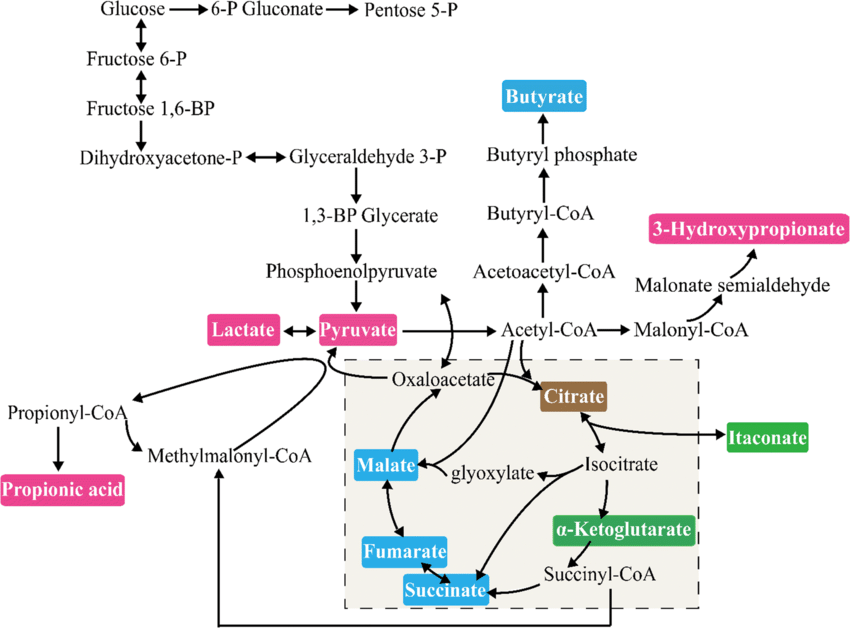 Glucose
6-P Gluconate
Pentose 5-P
Fructose 6-P
Fructose 1,6-BP
Butyrate
Dihydroxyacetone-P
Glyceraldehyde 3-P
Butyryl phosphate
1,3-BP Glycerate
Butyryl-CoA
3-Hydroxypropionate
Phosphoenolpyruvate
Acetoacetyl-CoA
Malonate semialdehyde
Lactate
Pyruvate
Acetyl-CoA
Malonyl-CoA
Oxaloacetate
Citrate
Propionyl-CoA
Itaconate
Methylmalonyl-CoA
Malate
glyoxylate
Isocitrate
Propionic acid
α-Ketoglutarate
Fumarate
Succinyl-CoA
Succinate